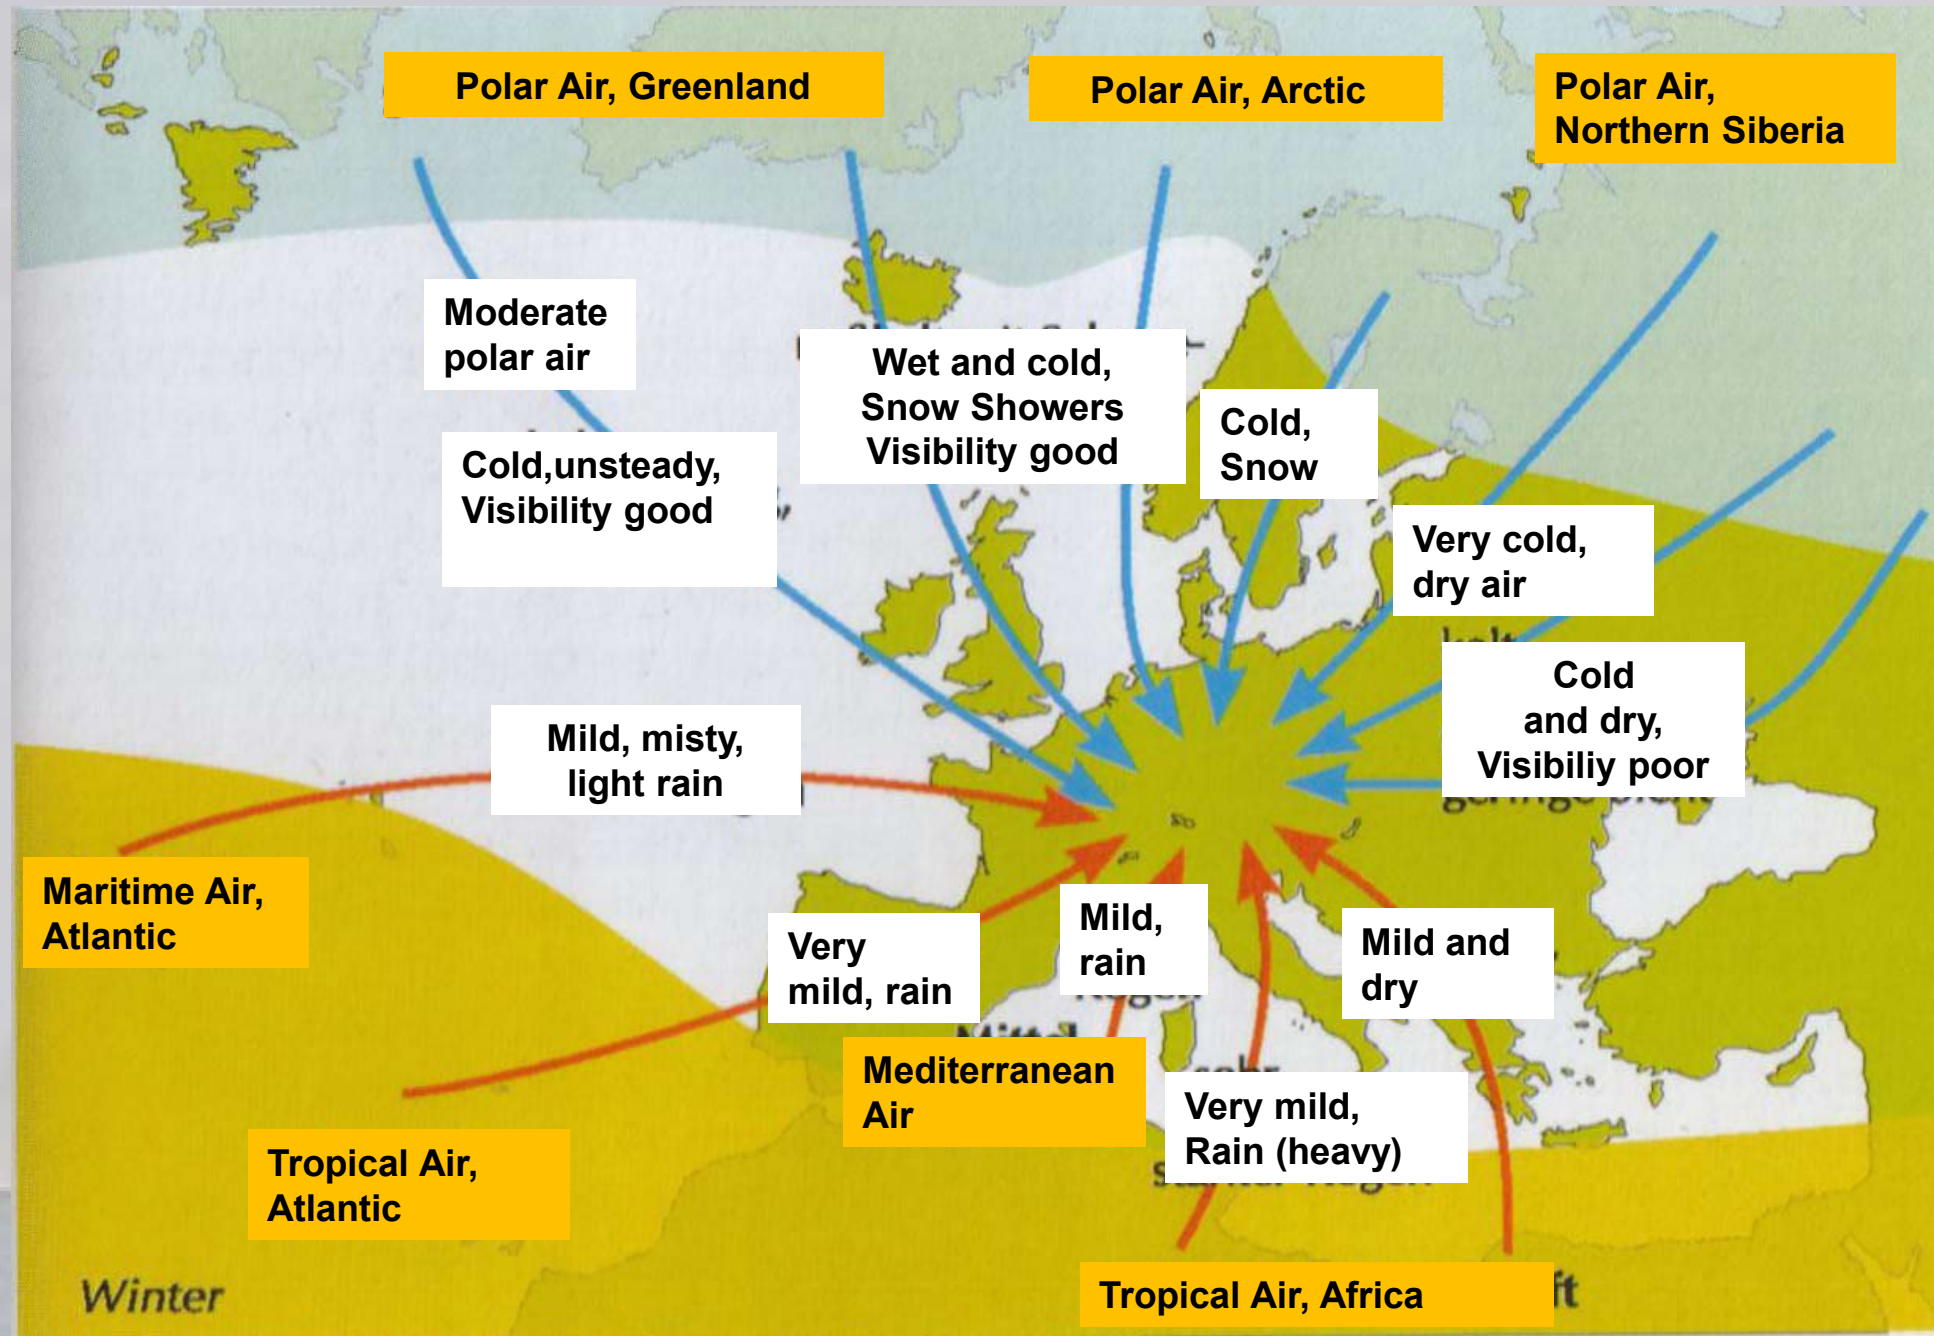 Polar Air, Greenland
Polar Air, Arctic
Polar Air,
Northern Siberia
Moderate
polar air
Wet and cold,
Snow Showers
Visibility good
Cold,
Snow
Cold,unsteady,
Visibility good
Very cold,
dry air
Cold
and dry,
Visibiliy poor
Mild, misty,
light rain
Maritime Air,
Atlantic
Very
mild, rain
Mild,
rain
Mild and
dry
Mediterranean
Air
Very mild,
Rain (heavy)
Tropical Air,
Atlantic
Tropical Air, Africa
Winter